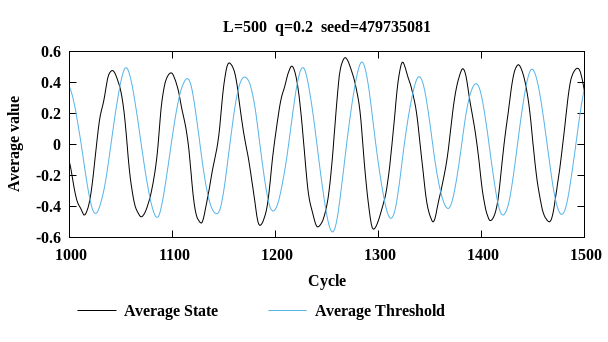 L=500 q=0.2 seed=479735081
0.6
0.4
0.2
0
-0.2
-0.4
-0.6
Average value
1000 1100 1200 1300 1400 1500
Cycle
Average State Average Threshold